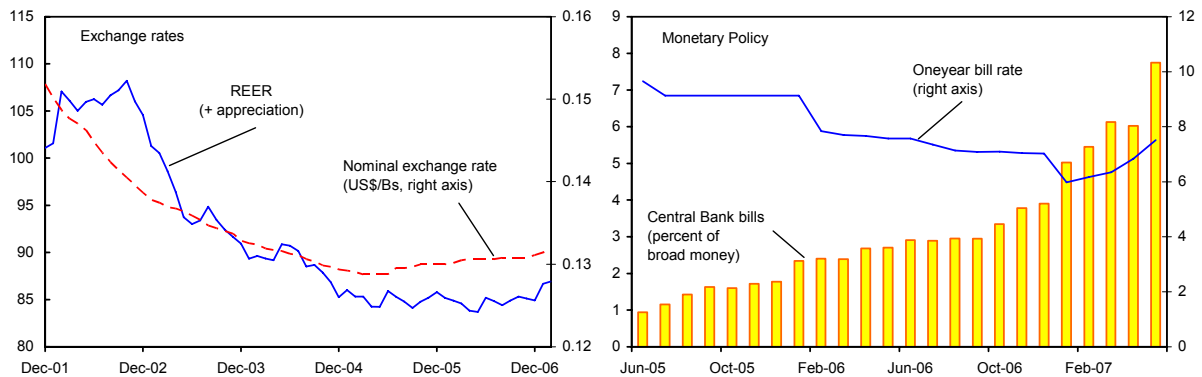 Exchange rates
REER
(+ appreciation)
Nominal exchange rate
(US$/Bs, right axis)
115
110
105
100
95
90
85
80
0.16
0.15
0.14
0.13
0.12
Dec-01
Dec-02
Dec-03
Dec-04
Dec-05
Dec-06
Monetary Policy
Oneyear bill rate
(right axis)
Central Bank bills
(percent of
broad money)
9
8
7
6
5
4
3
2
1
0
12
10
8
6
4
2
0
Jun-05
Oct-05
Feb-06
Jun-06
Oct-06
Feb-07